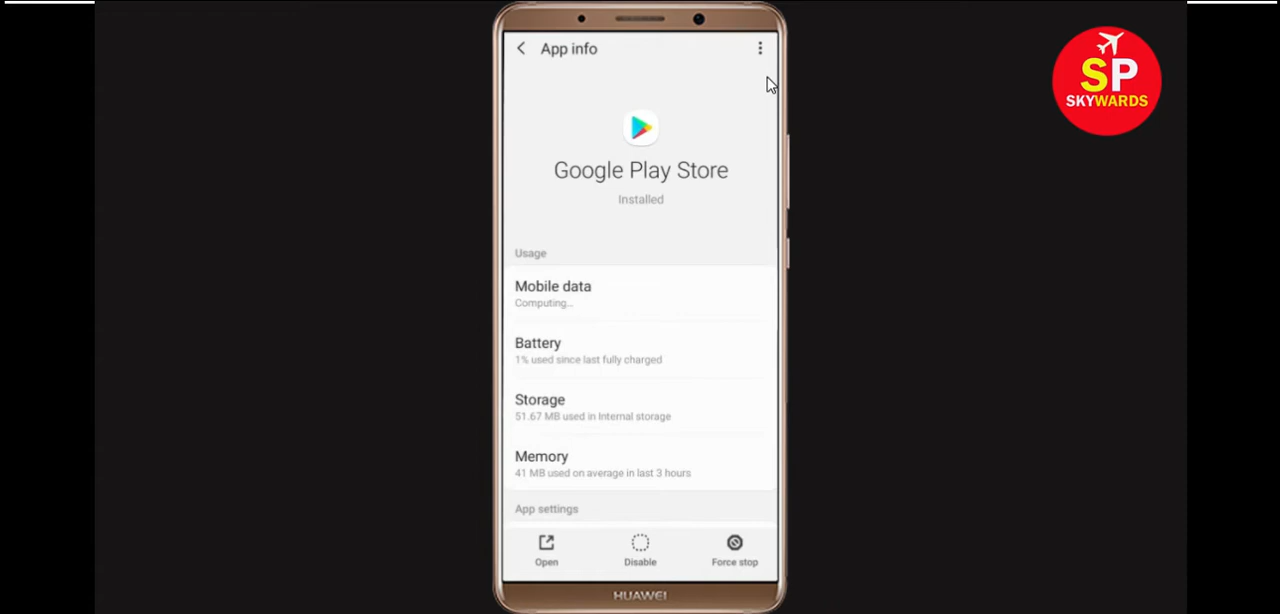 App info
SP
SKYWARDS
Google Play Store
Installed
Usage
Mobile data
Computing...
Battery
1% used since last fully charged
Storage
51.67 MB used in Internal storage
Memory
41 MB used on average in last 3 hours
App settings
Open
Disable
Force stop
HUAWEI